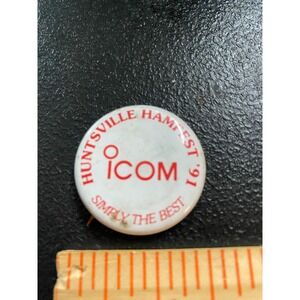 HUNTSVILLE HAMFEST '91
ICOM
SIMPLY THE BEST